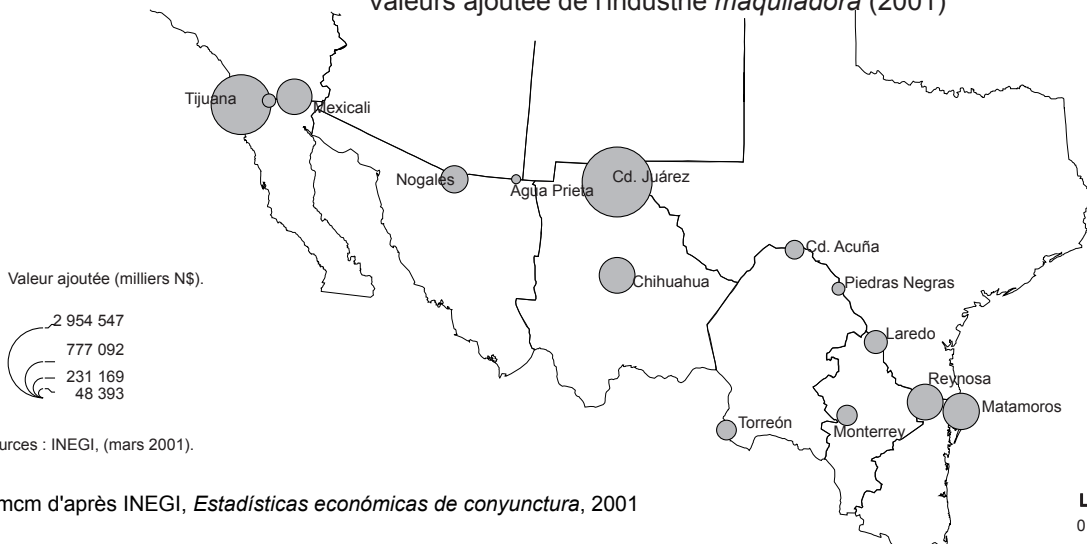 Valeurs ajoutée de l'industrie maquiladora (2001)
Tijuana
Mexicali
Nogales
Agua Prieta
Cd. Juárez
Cd. Acuña
Chihuahua
Piedras Negras
Laredo
Reynosa
Matamoros
Torreón
Monterrey
Valeur ajoutée (milliers N$).
2 954 547
777 092
231 169
48 393
urces : INEGI, (mars 2001).
mcm d'après INEGI, Estadísticas económicas de conyunctura, 2001
L
0